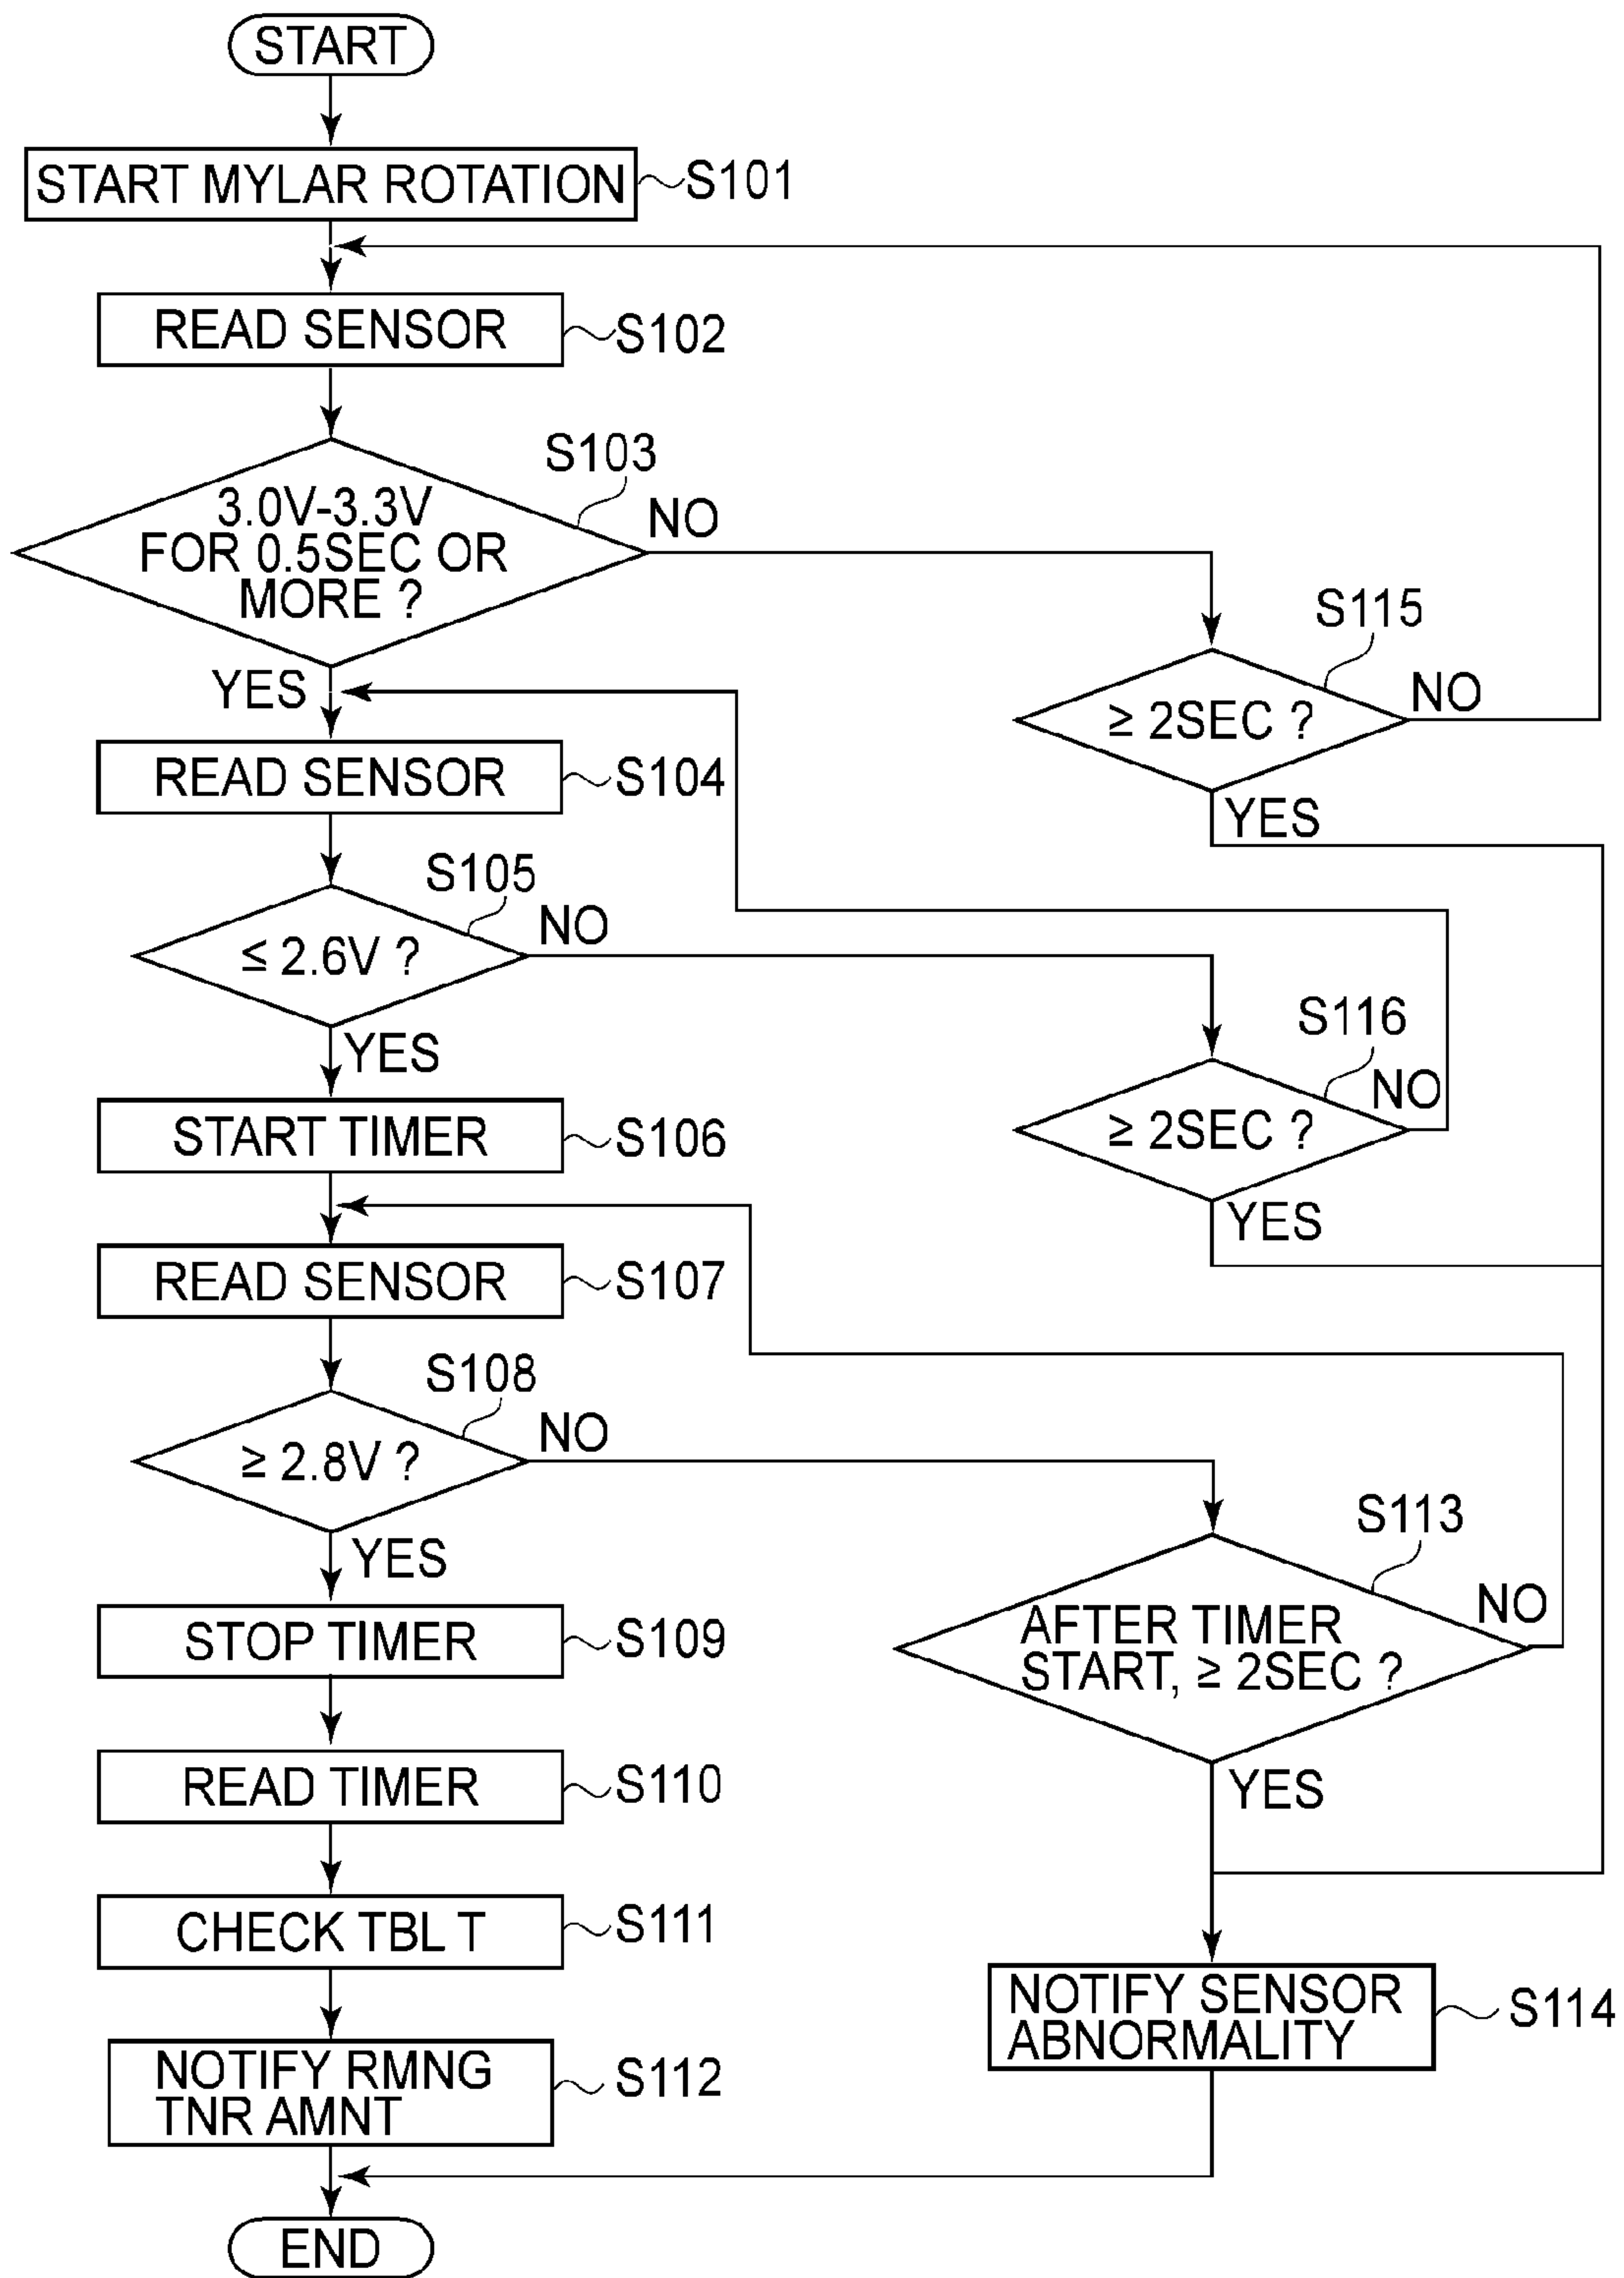 START
START MYLAR ROTATION
S101
READ SENSOR
S102
S103
3.0V-3.3V
FOR 0.5SEC OR
MORE ?
NO
YES
S115
≥ 2SEC ?
NO
YES
READ SENSOR
S104
S105
≤ 2.6V ?
NO
YES
S116
≥ 2SEC ?
NO
YES
START TIMER
S106
READ SENSOR
S107
S108
≥ 2.8V ?
NO
YES
S113
AFTER TIMER
START, ≥ 2SEC ?
NO
YES
STOP TIMER
S109
READ TIMER
S110
CHECK TBL T
S111
NOTIFY SENSOR
ABNORMALITY
S114
NOTIFY RMNG
TNR AMNT
S112
END